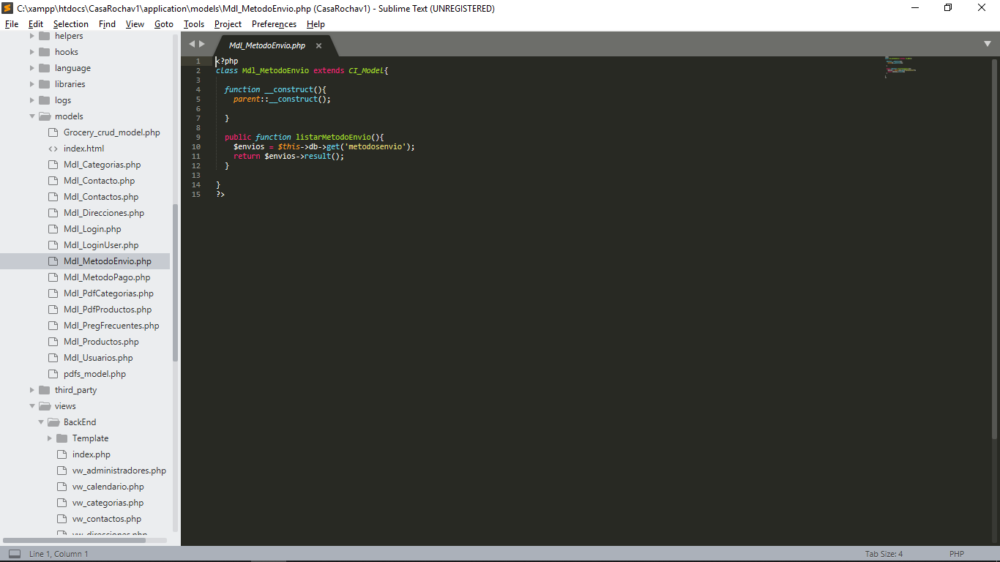 C:\xampp\htdocs\CasaRochav1\application\models\Mdl_MetodoEnvio.php (CasaRochav1) - Sublime Text (UNREGISTERED)
File Edit Selection Find View Goto Tools Project Preferences Help
helpers
hooks
language
libraries
logs
models
Grocery_crud_model.php
index.html
Mdl_Categorias.php
Mdl_Contacto.php
Mdl_Contactos.php
Mdl_Direcciones.php
Mdl_Login.php
Mdl_LoginUser.php
Mdl_MetodoEnvio.php
Mdl_MetodoPago.php
Mdl_PdfCategorias.php
Mdl_PdfProductos.php
Mdl_PregFrecuentes.php
Mdl_Productos.php
Mdl_Usuarios.php
pdfs_model.php
third_party
views
BackEnd
Template
index.php
vw_administradores.php
vw_calendario.php
vw_categorias.php
vw_contactos.php
vw_direcciones.php
Mdl_MetodoEnvio.php ×
1 <?php
2 class Mdl_MetodoEnvio extends CI_Model{
3
4 function __construct(){
5 parent::__construct();
6
7 }
8
9 public function listarMetodoEnvio(){
10 $envios = $this->db->get('metodosenvio');
11 return $envios->result();
12 }
13
14 }
15 ?>
Line 1, Column 1
Tab Size: 4
PHP